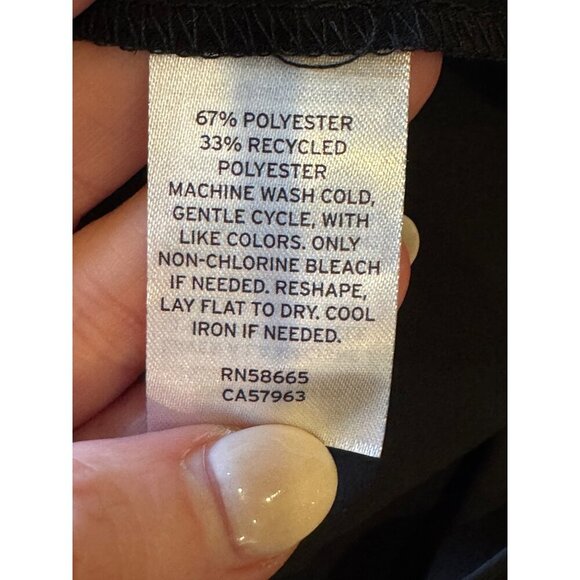 67% POLYESTER
33% RECYCLED
POLYESTER
MACHINE WASH COLD,
GENTLE CYCLE, WITH
LIKE COLORS. ONLY
NON-CHLORINE BLEACH
IF NEEDED. RESHAPE,
LAY FLAT TO DRY. COOL
IRON IF NEEDED.
RN58665
CA57963